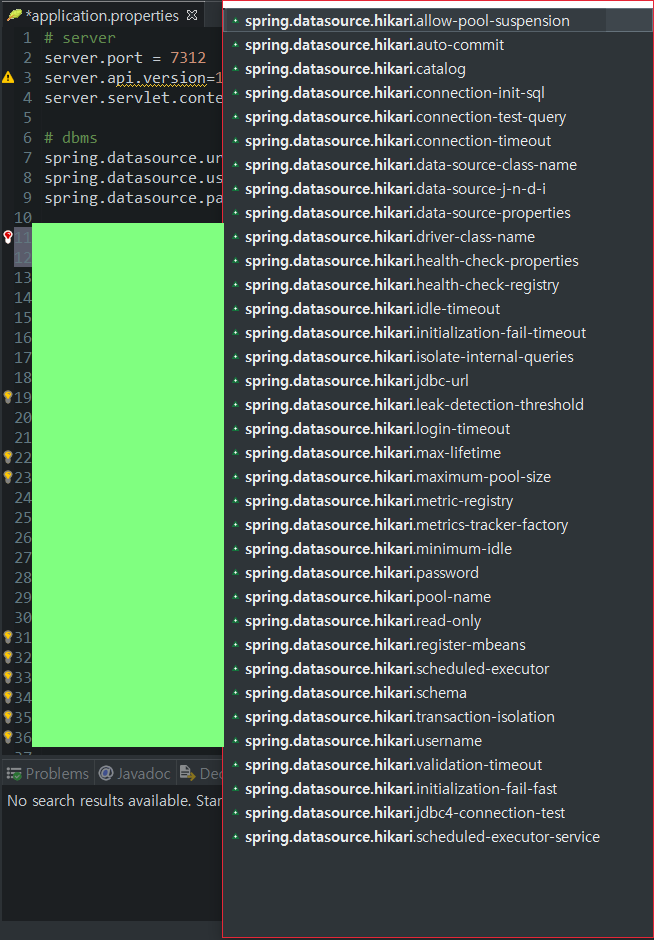 *application.properties
1 # server
2 server.port = 7312
3 server.api.version=1
4 server.servlet.conte
5
6 # dbms
7 spring.datasource.ur
8 spring.datasource.us
9 spring.datasource.pa
10
11
12
13
14
15
16
17
18
19
20
21
22
23
24
25
26
27
28
29
30
31
32
33
34
35
36
37
spring.datasource.hikari.allow-pool-suspension
spring.datasource.hikari.auto-commit
spring.datasource.hikari.catalog
spring.datasource.hikari.connection-init-sql
spring.datasource.hikari.connection-test-query
spring.datasource.hikari.connection-timeout
spring.datasource.hikari.data-source-class-name
spring.datasource.hikari.data-source-j-n-d-i
spring.datasource.hikari.data-source-properties
spring.datasource.hikari.driver-class-name
spring.datasource.hikari.health-check-properties
spring.datasource.hikari.health-check-registry
spring.datasource.hikari.idle-timeout
spring.datasource.hikari.initialization-fail-timeout
spring.datasource.hikari.isolate-internal-queries
spring.datasource.hikari.jdbc-url
spring.datasource.hikari.leak-detection-threshold
spring.datasource.hikari.login-timeout
spring.datasource.hikari.max-lifetime
spring.datasource.hikari.maximum-pool-size
spring.datasource.hikari.metric-registry
spring.datasource.hikari.metrics-tracker-factory
spring.datasource.hikari.minimum-idle
spring.datasource.hikari.password
spring.datasource.hikari.pool-name
spring.datasource.hikari.read-only
spring.datasource.hikari.register-mbeans
spring.datasource.hikari.scheduled-executor
spring.datasource.hikari.schema
spring.datasource.hikari.transaction-isolation
spring.datasource.hikari.username
spring.datasource.hikari.validation-timeout
spring.datasource.hikari.initialization-fail-fast
spring.datasource.hikari.jdbc4-connection-test
spring.datasource.hikari.scheduled-executor-service
Problems @ Javadoc Dec
No search results available. Star